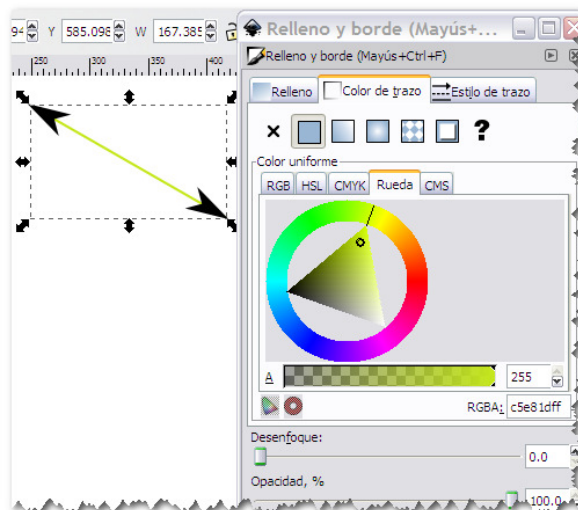 94 Y 585.098 W 167.385
250 300 350 400
Relleno y borde (Mayús+...
Relleno y borde (Mayús+Ctrl+F)
Relleno Color de trazo Estilo de trazo
?
Color uniforme
RGB HSL CMYK Rueda CMS
A 255
RGBA: c5e81dff
Desenfoque:
0.0
Opacidad, %
100.0